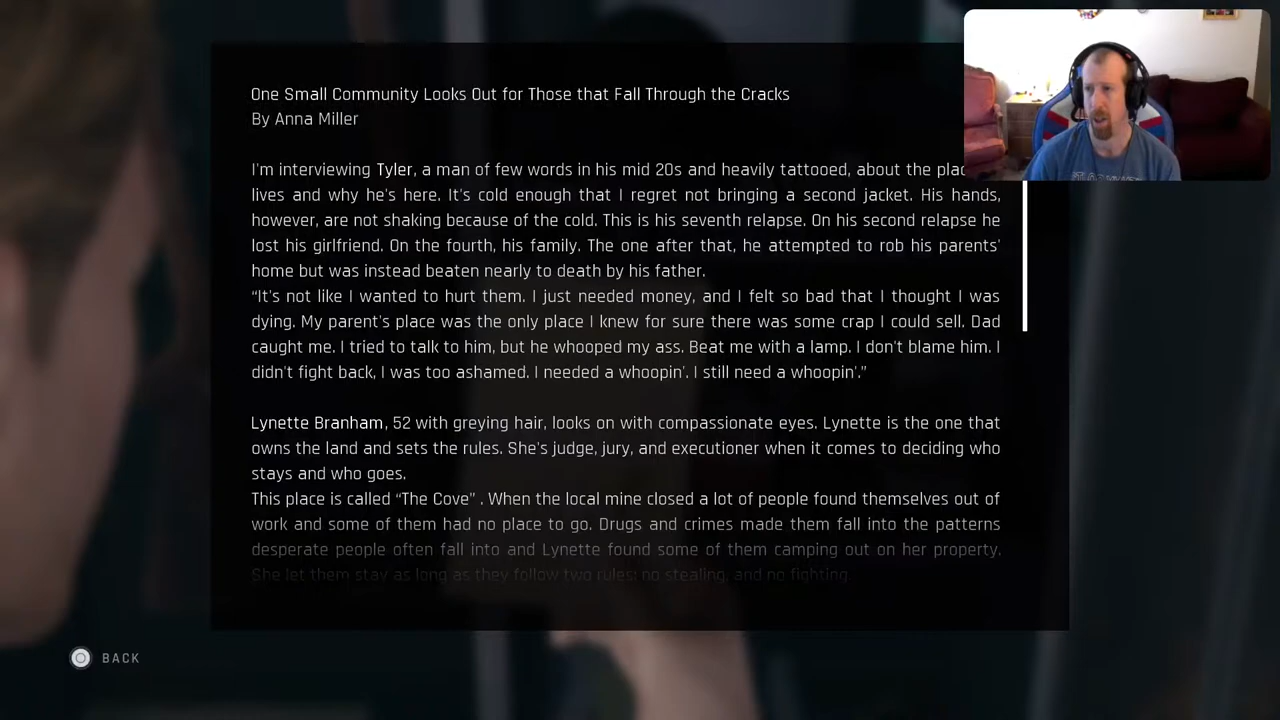 One Small Community Looks Out for Those that Fall Through the Cracks
By Anna Miller
I'm interviewing Tyler, a man of few words in his mid 20s and heavily tattooed, about the
lives and why he's here. It's cold enough that I regret not bringing a second jacket. His hands,
however, are not shaking because of the cold. This is his seventh relapse. On his second relapse he
lost his girlfriend. On the fourth, his family. The one after that, he attempted to rob his parents'
home but was instead beaten nearly to death by his father.
“It's not like I wanted to hurt them. I just needed money, and I felt so bad that I thought I was
dying. My parent's place was the only place I knew for sure there was some crap I could sell. Dad
caught me. I tried to talk to him, but he whooped my ass. Beat me with a lamp. I don't blame him. I
didn't fight back, I was too ashamed. I needed a whoopin'. I still need a whoopin'.”
Lynette Branham, 52 with greying hair, looks on with compassionate eyes. Lynette is the one that
owns the land and sets the rules. She's judge, jury, and executioner when it comes to deciding who
stays and who goes.
This place is called “The Cove” . When the local mine closed a lot of people found themselves out of
work and some of them had no place to go. Drugs and crimes made them fall into the patterns
desperate people often fall into and Lynette found some of them camping out on her property.
She let them stay as long as they follow two rules: no stealing, and no fighting.
BACK